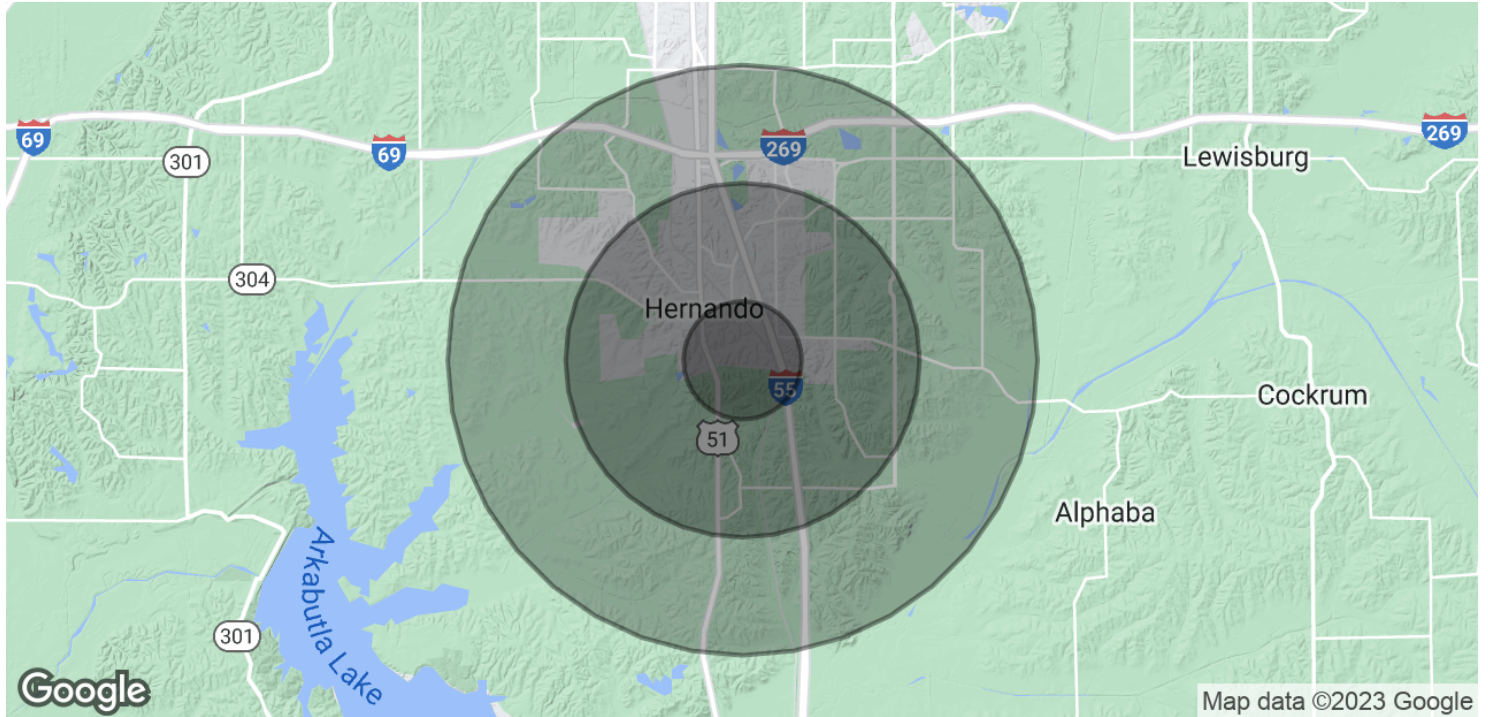 69
301
69
269
269
Lewisburg
304
Hernando
55
Cockrum
51
Alphaba
Arkabutla Lake
301
Google
Map data ©2023 Google